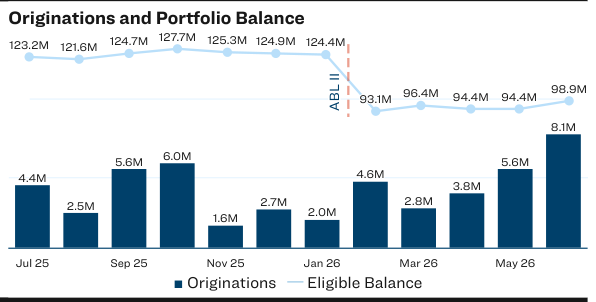 Originations and Portfolio Balance
123.2M 121.6M 124.7M 127.7M 125.3M 124.9M 124.4M 93.1M 96.4M 94.4M 94.4M 98.9M
ABL II
4.4M 2.5M 5.6M 6.0M 1.6M 2.7M 2.0M 4.6M 2.8M 3.8M 5.6M 8.1M
Jul 25 Sep 25 Nov 25 Jan 26 Mar 26 May 26
Originations Eligible Balance